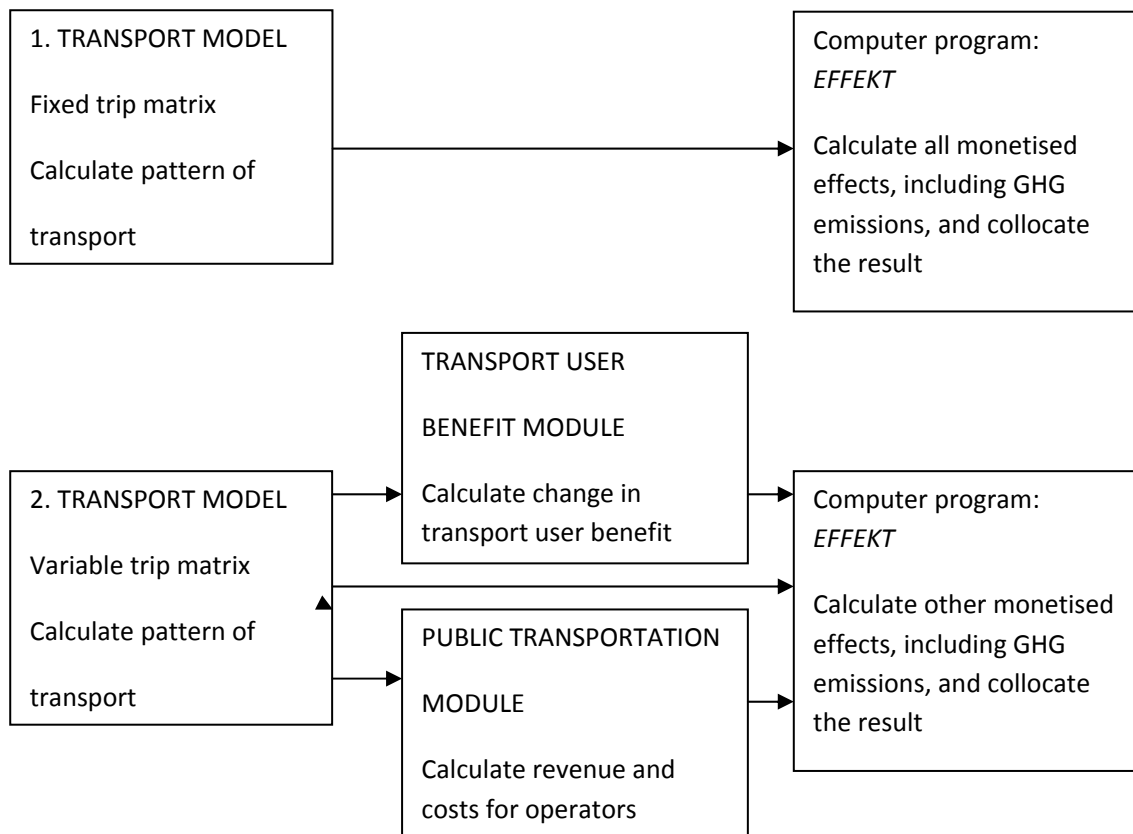 1. TRANSPORT MODEL
Fixed trip matrix
Calculate pattern of
transport
Computer program:
EFFEKT
Calculate all monetised
effects, including GHG
emissions, and collocate
the result
TRANSPORT USER
BENEFIT MODULE
Calculate change in
transport user benefit
2. TRANSPORT MODEL
Variable trip matrix
Calculate pattern of
transport
PUBLIC TRANSPORTATION
MODULE
Calculate revenue and
costs for operators
Computer program:
EFFEKT
Calculate other monetised
effects, including GHG
emissions, and collocate
the result